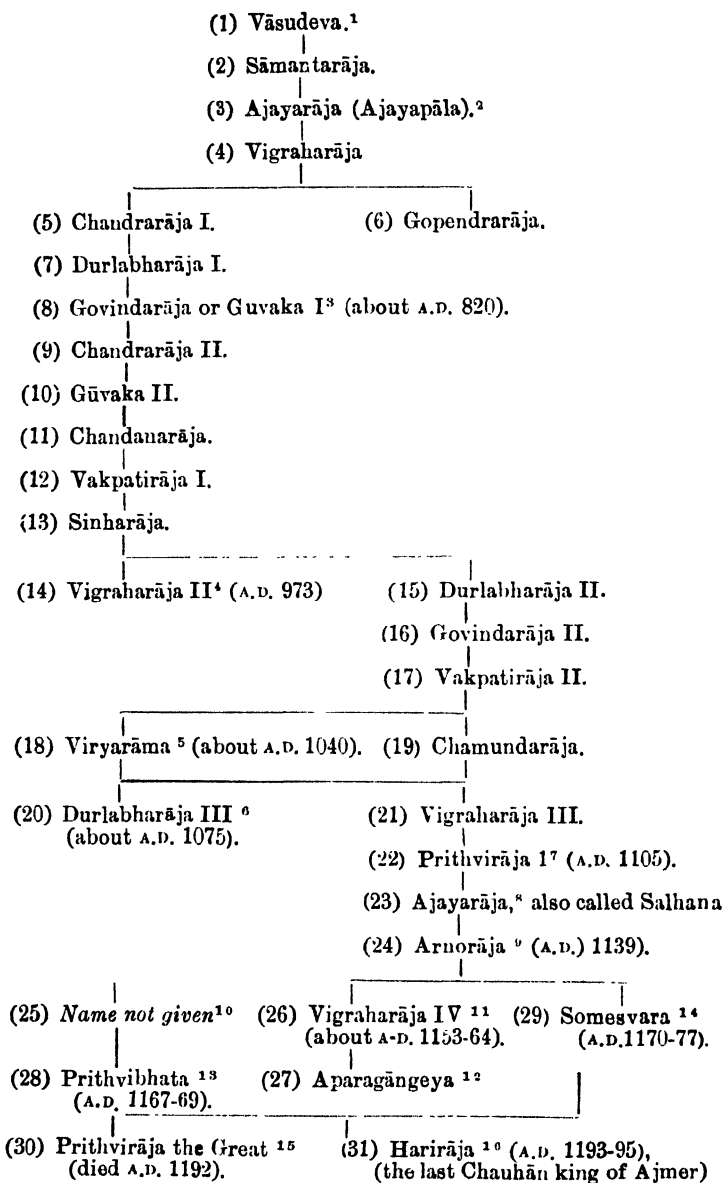 (1) Vāsudeva.¹
(2) Sāmantarāja.
(3) Ajayarāja (Ajayapāla).²
(4) Vigraharāja
(5) Chandrarāja I. (6) Gopendrarāja.
(7) Durlabharāja I.
(8) Govindarāja or Guvaka I³ (about A.D. 820).
(9) Chandrarāja II.
(10) Gūvaka II.
(11) Chandanarāja.
(12) Vakpatirāja I.
(13) Sinharāja.
(14) Vigraharāja II⁴ (A.D. 973) (15) Durlabharāja II.
(16) Govindarāja II.
(17) Vakpatirāja II.
(18) Viryarāma ⁵ (about A.D. 1040). (19) Chamundarāja.
(20) Durlabharāja III ⁶ (21) Vigraharāja III.
(about A.D. 1075).
(22) Prithvirāja 1⁷ (A.D. 1105).
(23) Ajayarāja,⁸ also called Salhana
(24) Arnorāja ⁹ (A.D.) 1139).
(25) Name not given¹⁰ (26) Vigraharāja IV ¹¹ (29) Somesvara ¹⁴
(about A-D. 1153-64). (A.D.1170-77).
(28) Prithvibhata ¹³ (27) Aparagāngeya ¹²
(A.D. 1167-69).
(30) Prithvirāja the Great ¹⁵ (31) Harirāja ¹⁶ (A.D. 1193-95),
(died A.D. 1192). (the last Chauhān king of Ajmer)